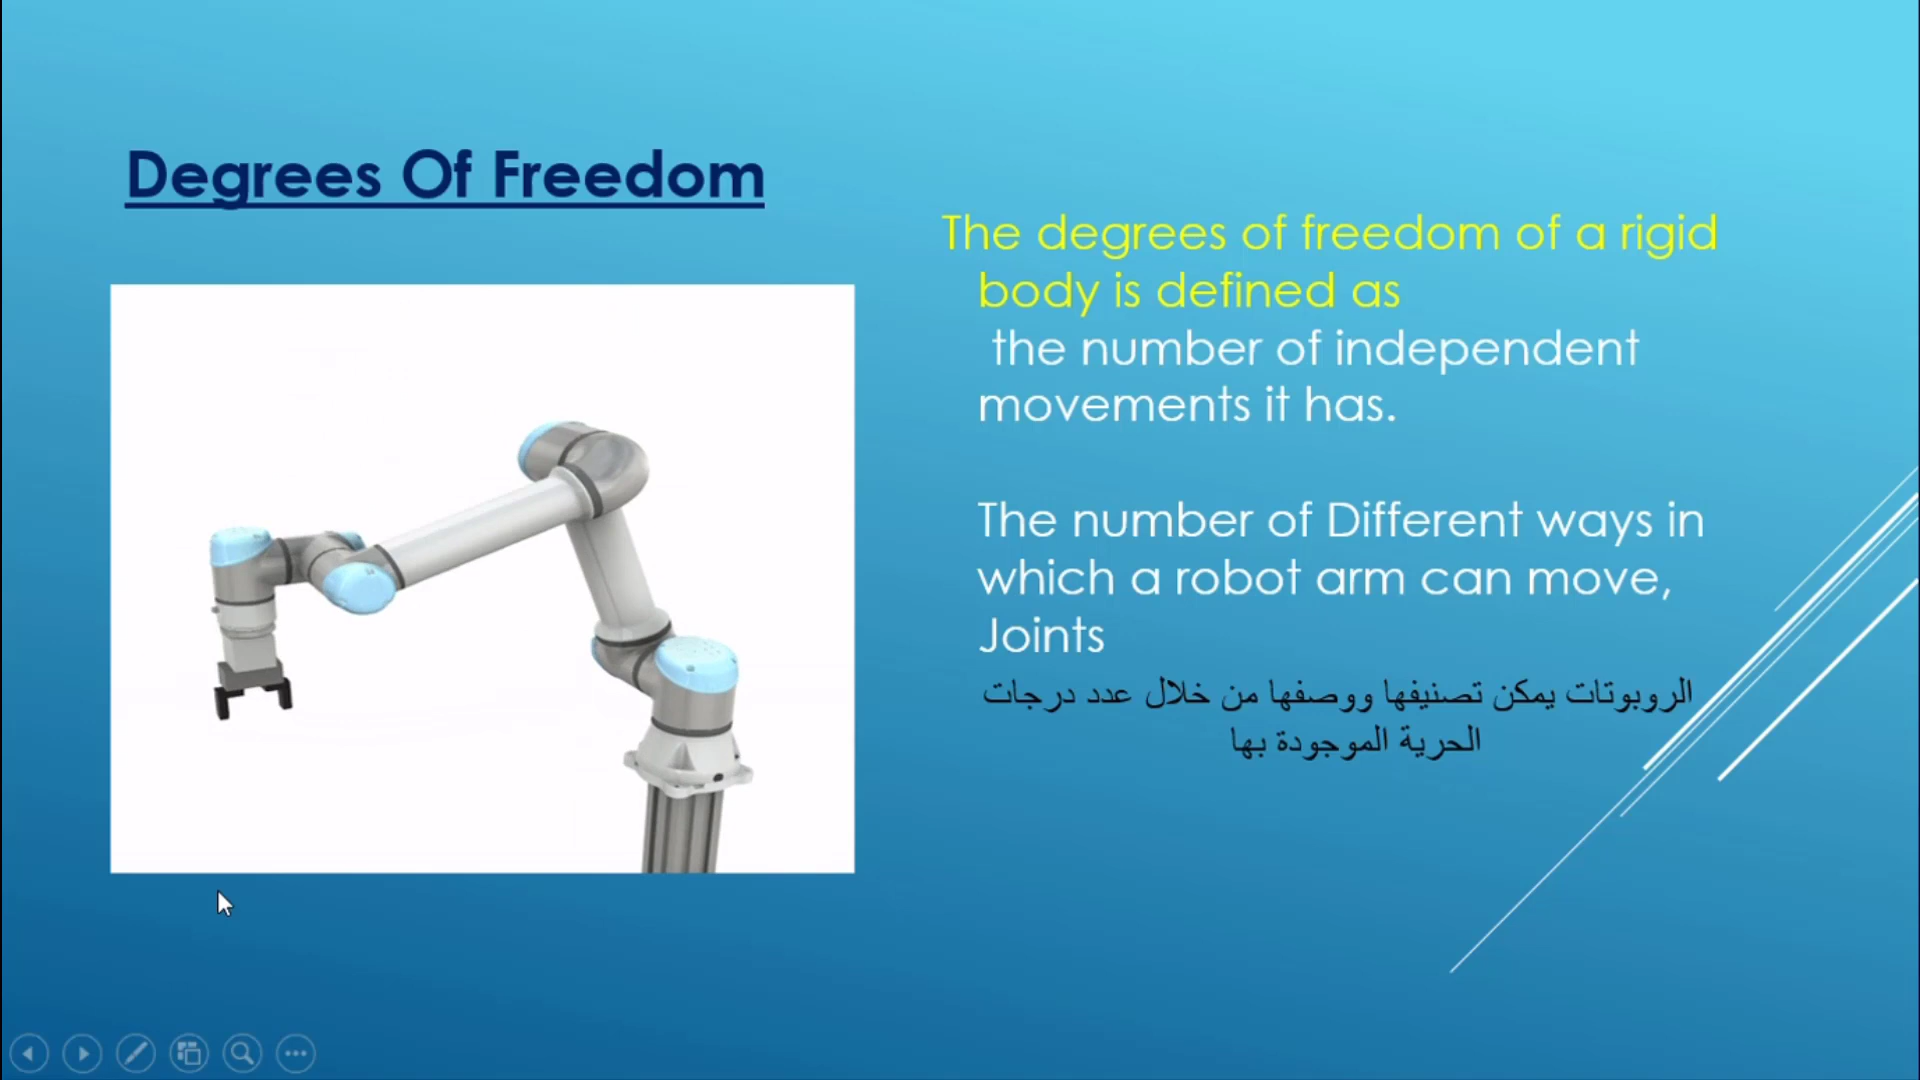 Degrees Of Freedom
The degrees of freedom of a rigid
body is defined as
the number of independent
movements it has.
The number of Different ways in
which a robot arm can move,
Joints
الروبوتات يمكن تصنيفها ووصفها من خلال عدد درجات
الحرية الموجودة بها